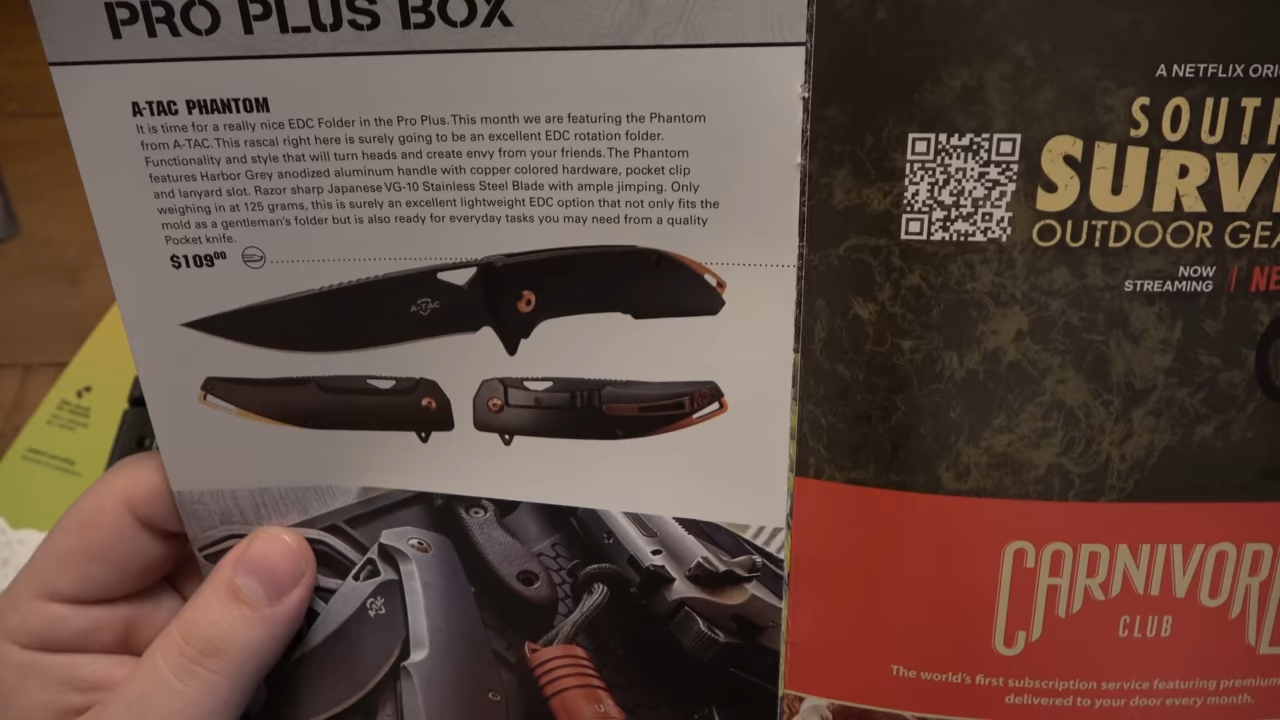 PRO PLUS BOX
A-TAC PHANTOM
It is time for a really nice EDC Folder in the Pro Plus. This month we are featuring the Phantom
from A-TAC. This rascal right here is surely going to be an excellent EDC rotation folder.
Functionality and style that will turn heads and create envy from your friends. The Phantom
features Harbor Grey anodized aluminum handle with copper colored hardware, pocket clip
and lanyard slot. Razor sharp Japanese VG-10 Stainless Steel Blade with ample jimping. Only
weighing in at 125 grams, this is surely an excellent lightweight EDC option that not only fits the
mold as a gentleman's folder but is also ready for everyday tasks you may need from a quality
Pocket knife.
$109⁰⁰
A-TAC
A-TAC
A NETFLIX ORI
SOUTH
SURVI
OUTDOOR GEA
NOW
STREAMING
NE
CARNIVORE
CLUB
The world's first subscription service featuring premium
delivered to your door every month.